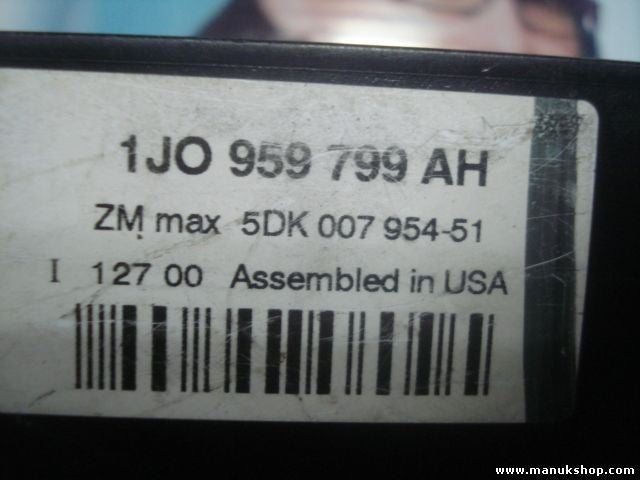 1JO 959 799 AH
ZM max 5DK 007 954-51
I 127 00 Assembled in USA
www.manukshop.com